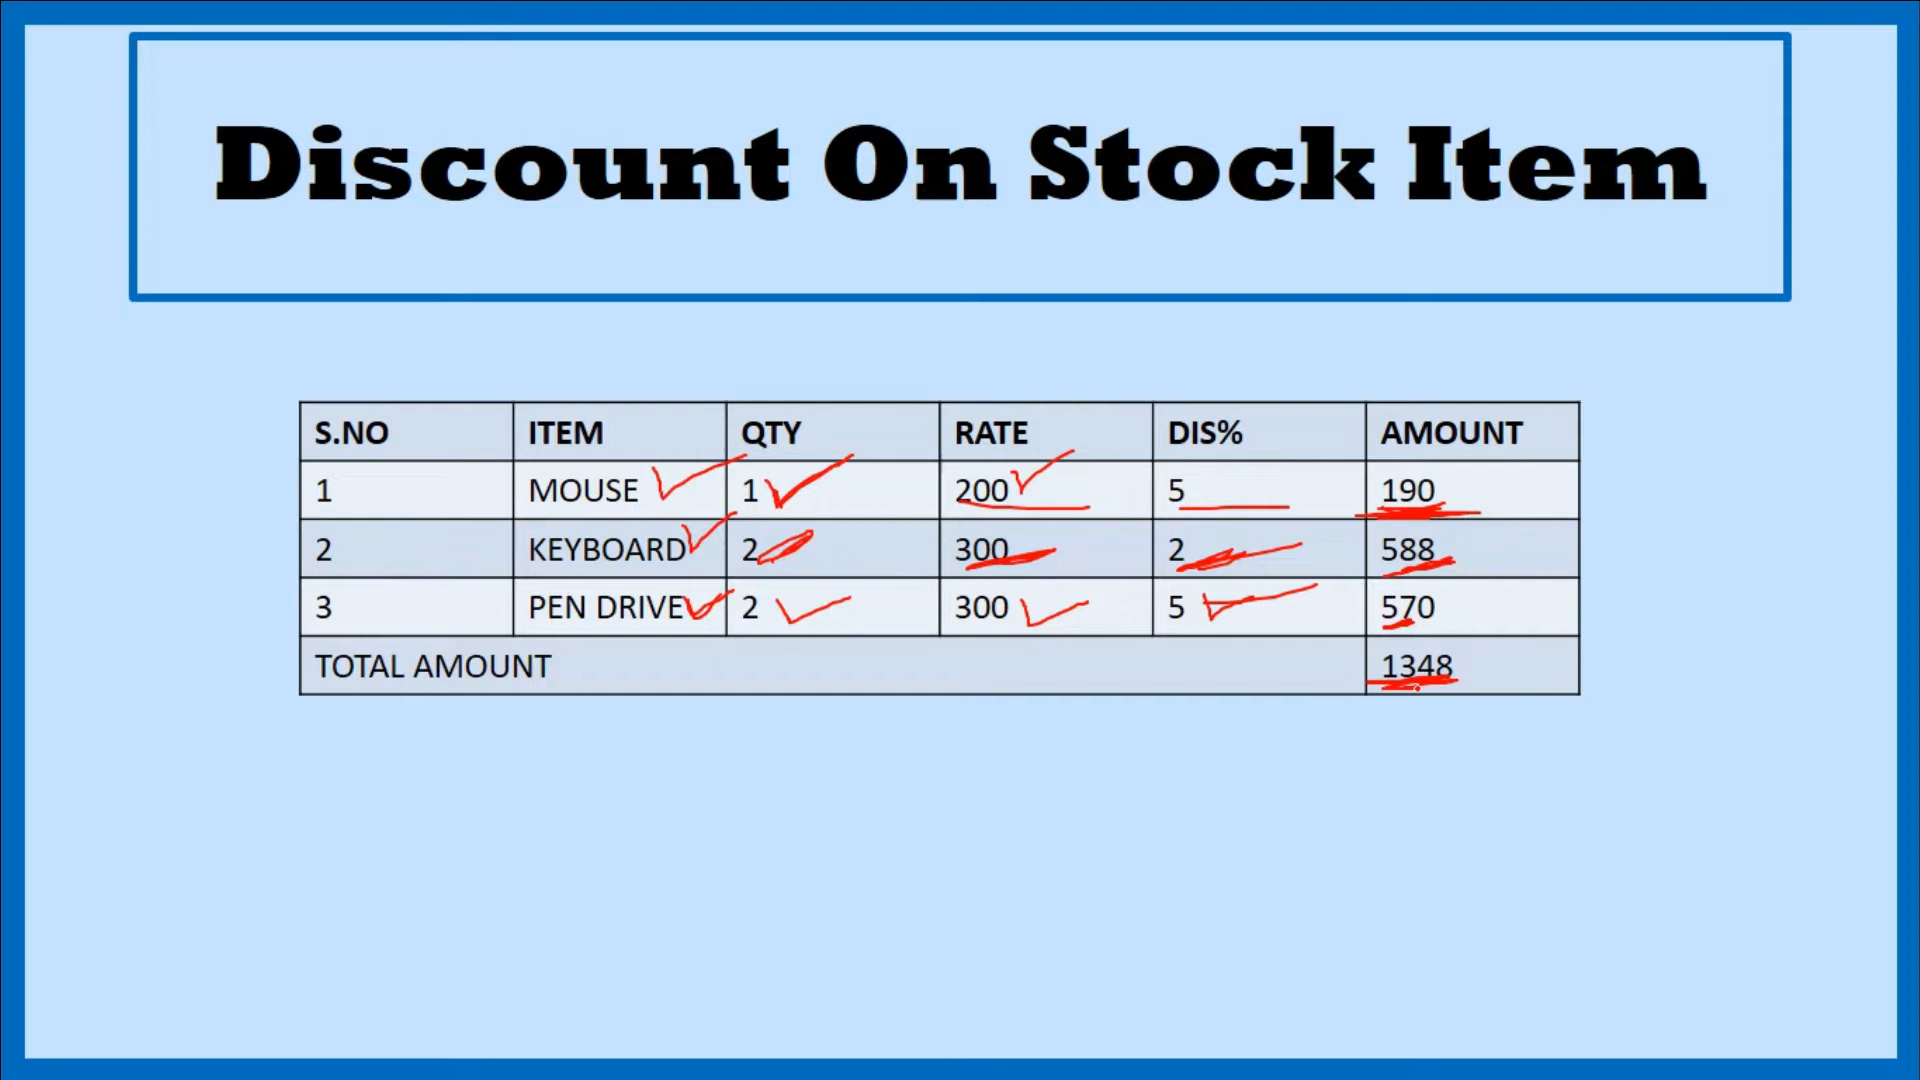 Discount On Stock Item
S.NO ITEM QTY RATE DIS% AMOUNT
1 MOUSE 1 200 5 190
2 KEYBOARD 2 300 2 588
3 PEN DRIVE 2 300 5 570
TOTAL AMOUNT 1348